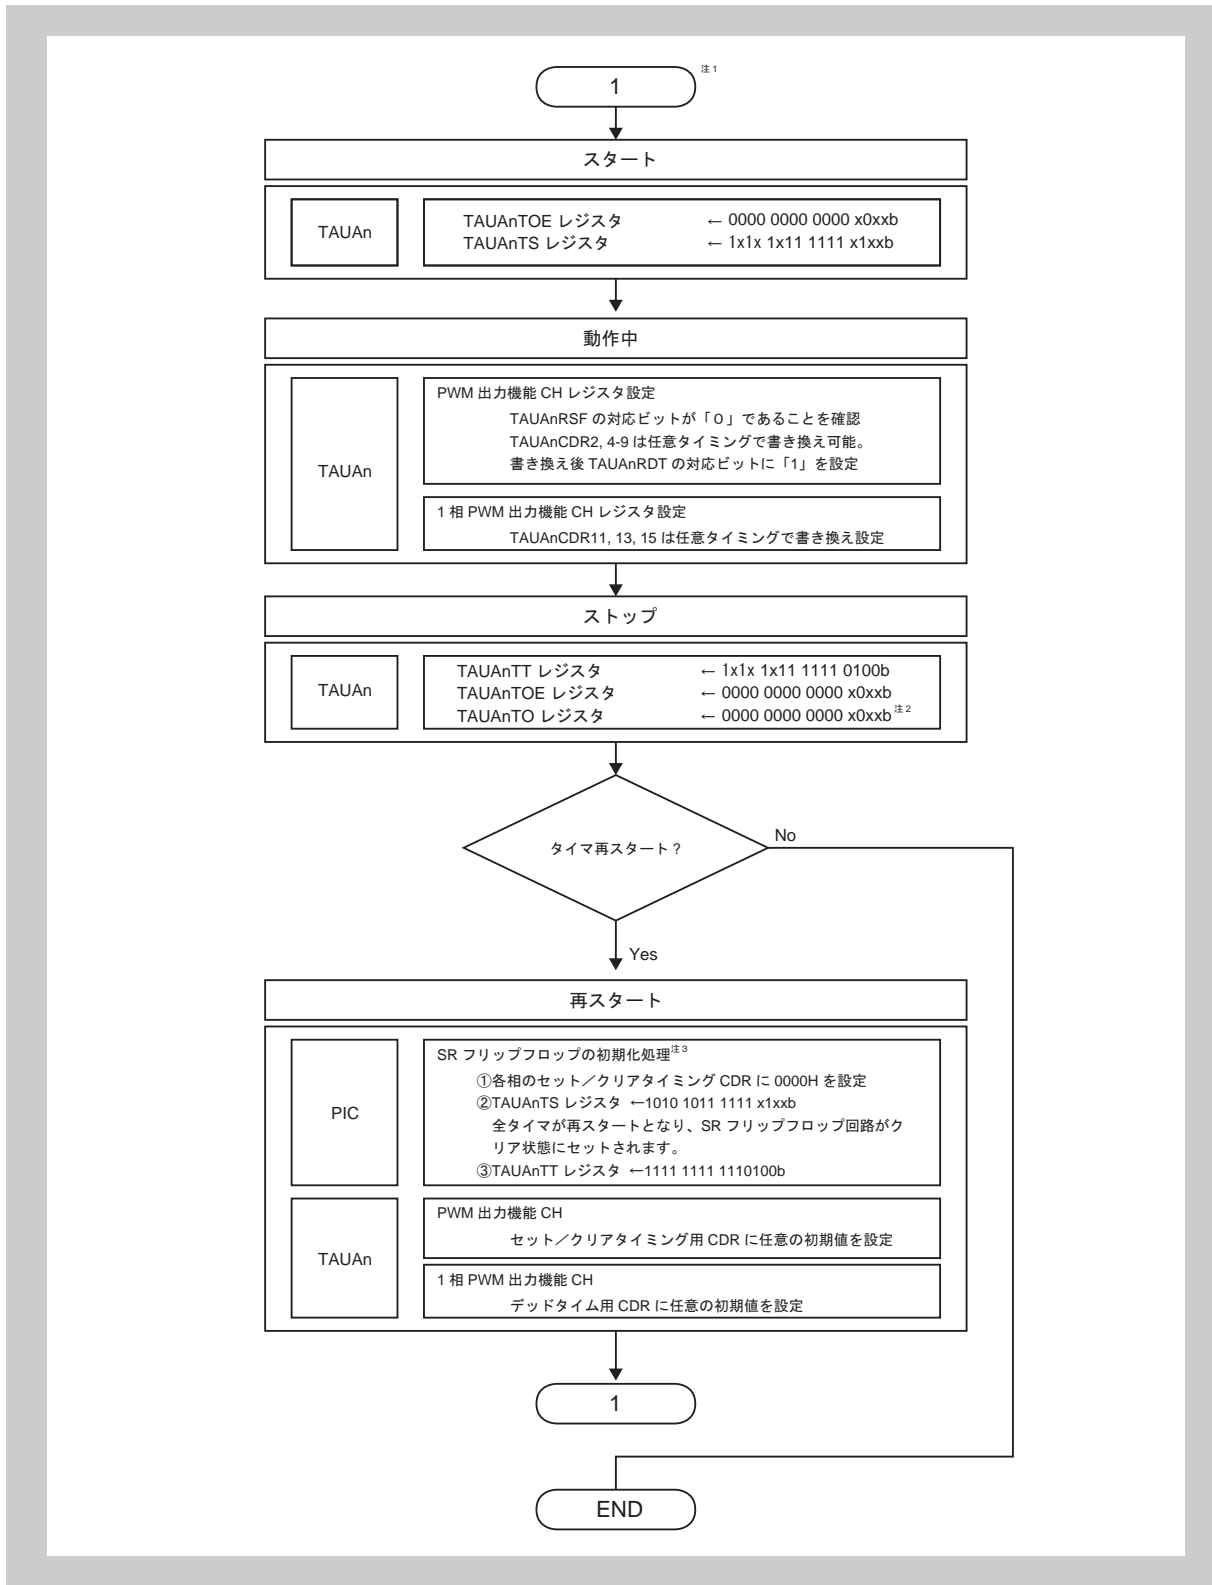 1 注1
スタート
TAUAn
TAUAnTOE レジスタ ← 0000 0000 0000 x0xxb
TAUAnTS レジスタ ← 1x1x 1x11 1111 x1xxb
動作中
TAUAn
PWM 出力機能 CH レジスタ設定
TAUAnRSF の対応ビットが「0」であることを確認
TAUAnCDR2, 4-9 は任意タイミングで書き換え可能。
書き換え後 TAUAnRDT の対応ビットに「1」を設定
1 相 PWM 出力機能 CH レジスタ設定
TAUAnCDR11, 13, 15 は任意タイミングで書き換え設定
ストップ
TAUAn
TAUAnTT レジスタ ← 1x1x 1x11 1111 0100b
TAUAnTOE レジスタ ← 0000 0000 0000 x0xxb
TAUAnTO レジスタ ← 0000 0000 0000 x0xxb 注2
タイマ再スタート?
No
Yes
再スタート
PIC
SR フリップフロップの初期化処理注3
①各相のセット/クリアタイミング CDR に 0000H を設定
②TAUAnTS レジスタ ←1010 1011 1111 x1xxb
全タイマが再スタートとなり、SR フリップフロップ回路がク
リア状態にセットされます。
③TAUAnTT レジスタ ←1111 1111 1110100b
TAUAn
PWM 出力機能 CH
セット/クリアタイミング用 CDR に任意の初期値を設定
1 相 PWM 出力機能 CH
デッドタイム用 CDR に任意の初期値を設定
1
END